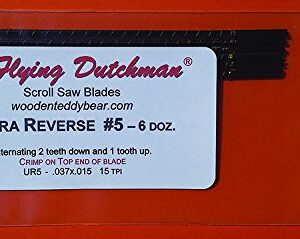 Flying Dutchman®
Scroll Saw Blades
woodenteddybear.com
RA REVERSE #5 – 6 DOZ.
ternating 2 teeth down and 1 tooth up.
CRIMP ON TOP END OF BLADE
UR5 - .037x.015 15 TPI